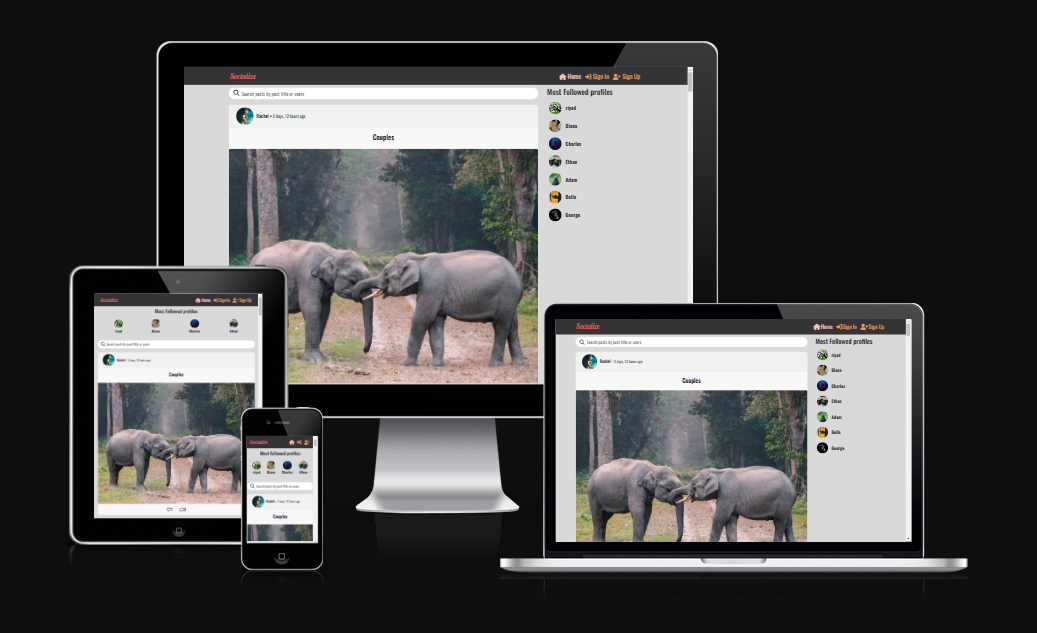 Socialize
Home Sign In Sign Up
Search posts by post title or users
Rachel • 2 days, 12 hours ago
Couples
Most Followed profiles
riyad
Diana
Charles
Ethan
Adam
Bella
George
Socialize
Home Sign In Sign Up
Most Followed profiles
riyad Diana Charles Ethan
Search posts by post title or users
Rachel • 2 days, 12 hours ago
Couples
Socialize
Most Followed profiles
riyad Diana Charles Ethan
Search posts by post title or users
Rachel • 2 days, 12 hours ago
Couples
Socialize
Home Sign In Sign Up
Search posts by post title or users
Rachel • 2 days, 12 hours ago
Couples
Most Followed profiles
riyad
Diana
Charles
Ethan
Adam
Bella
George